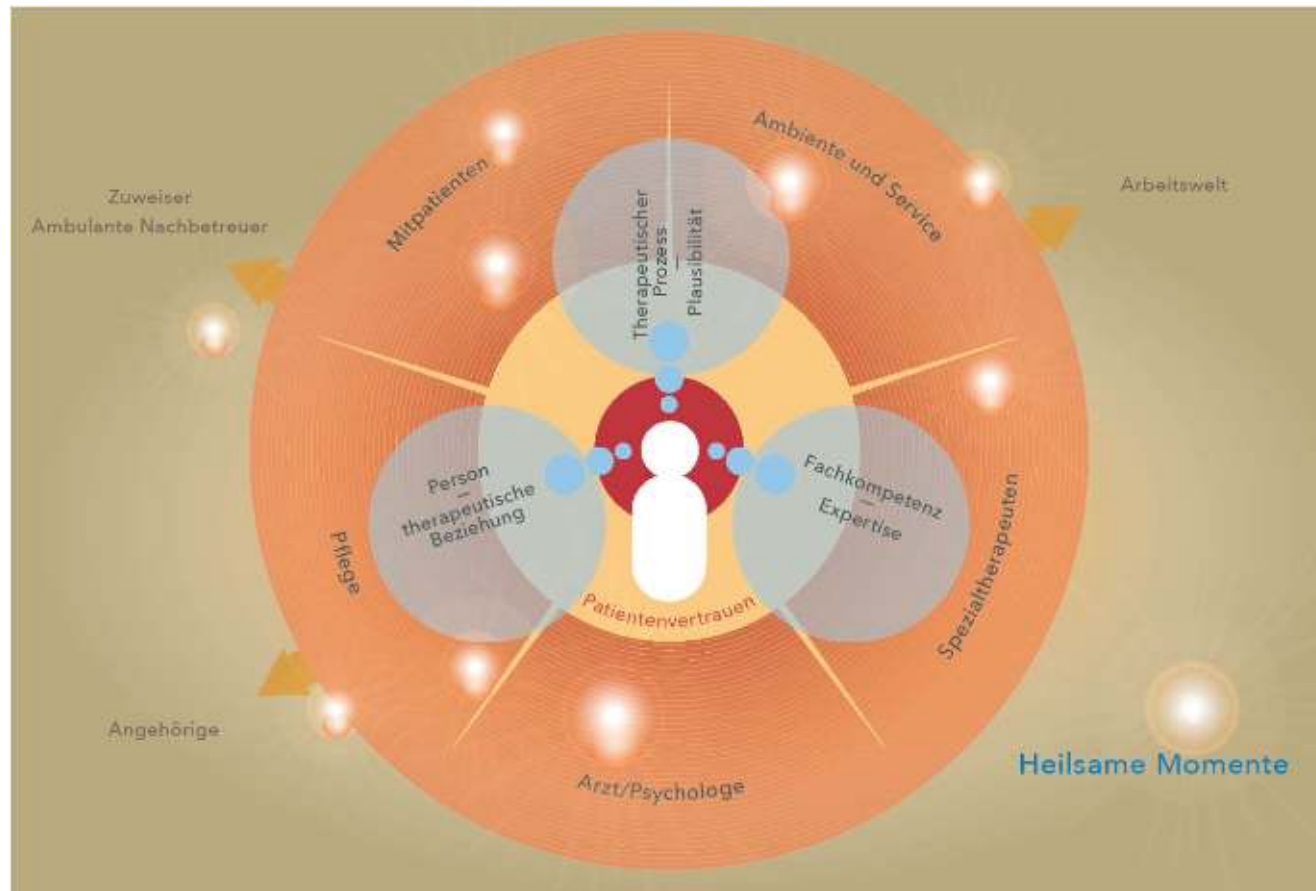 Zuweiser
Ambulante Nachbetreuer
Mitpatienten
Ambiente und Service
Arbeitswelt
Therapeutischer
Prozess
–
Plausibilität
Person
–
therapeutische
Beziehung
Fachkompetenz
–
Expertise
Pflege
Patientenvertrauen
Spezialtherapeuten
Angehörige
Arzt/Psychologe
Heilsame Momente